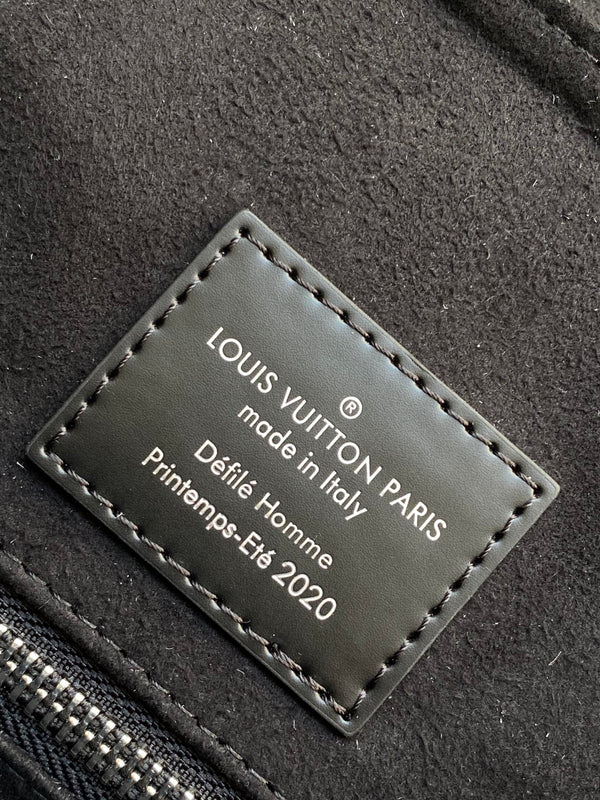 ®
LOUIS VUITTON PARIS
made in Italy
Défilé Homme
Printemps-Eté 2020